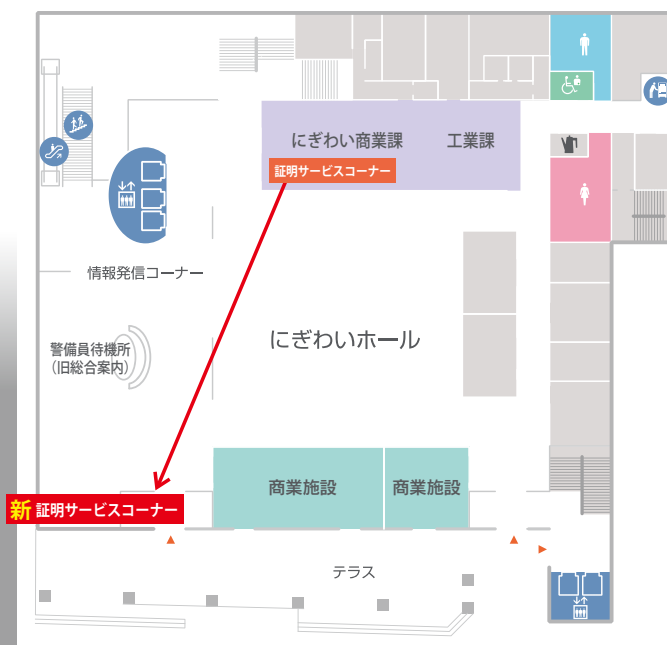 にぎわい商業課
工業課
証明サービスコーナー
情報発信コーナー
にぎわいホール
警備員待機所
（旧総合案内）
商業施設
商業施設
新 証明サービスコーナー
テラス